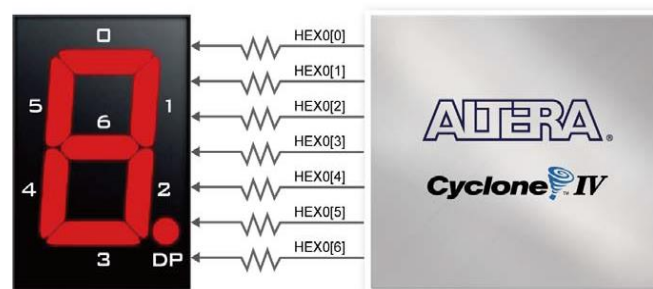 0
5
1
6
4
2
3
DP
HEX0[0]
HEX0[1]
HEX0[2]
HEX0[3]
HEX0[4]
HEX0[5]
HEX0[6]
ALTERA®
Cyclone™ IV